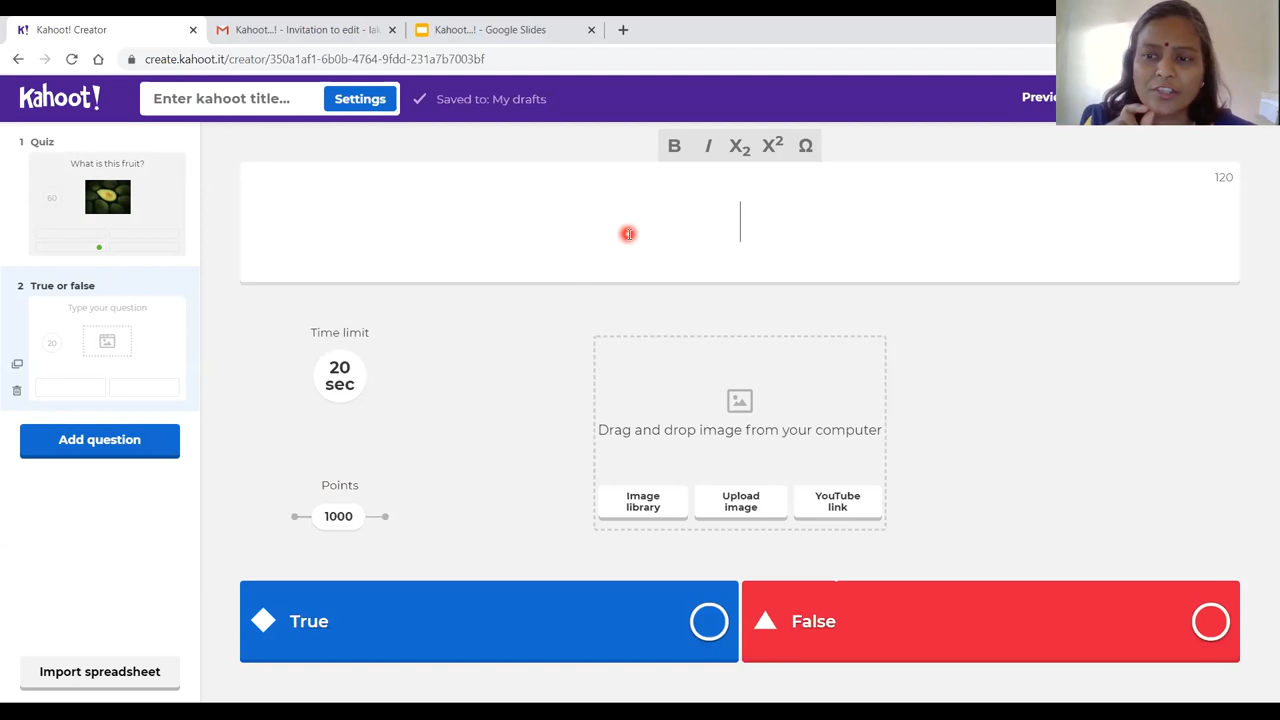 Kahoot! Creator
Kahoot...! - Invitation to edit - lak
Kahoot...! - Google Slides
create.kahoot.it/creator/350a1af1-6b0b-4764-9fdd-231a7b7003bf
Kahoot!
Enter kahoot title...
Settings
Saved to: My drafts
Previe
1 Quiz
What is this fruit?
60
2 True or false
Type your question
20
Add question
Import spreadsheet
B I X2 X2 Ω
120
Time limit
20
sec
Points
1000
Drag and drop image from your computer
Image
library
Upload
image
YouTube
link
True
False